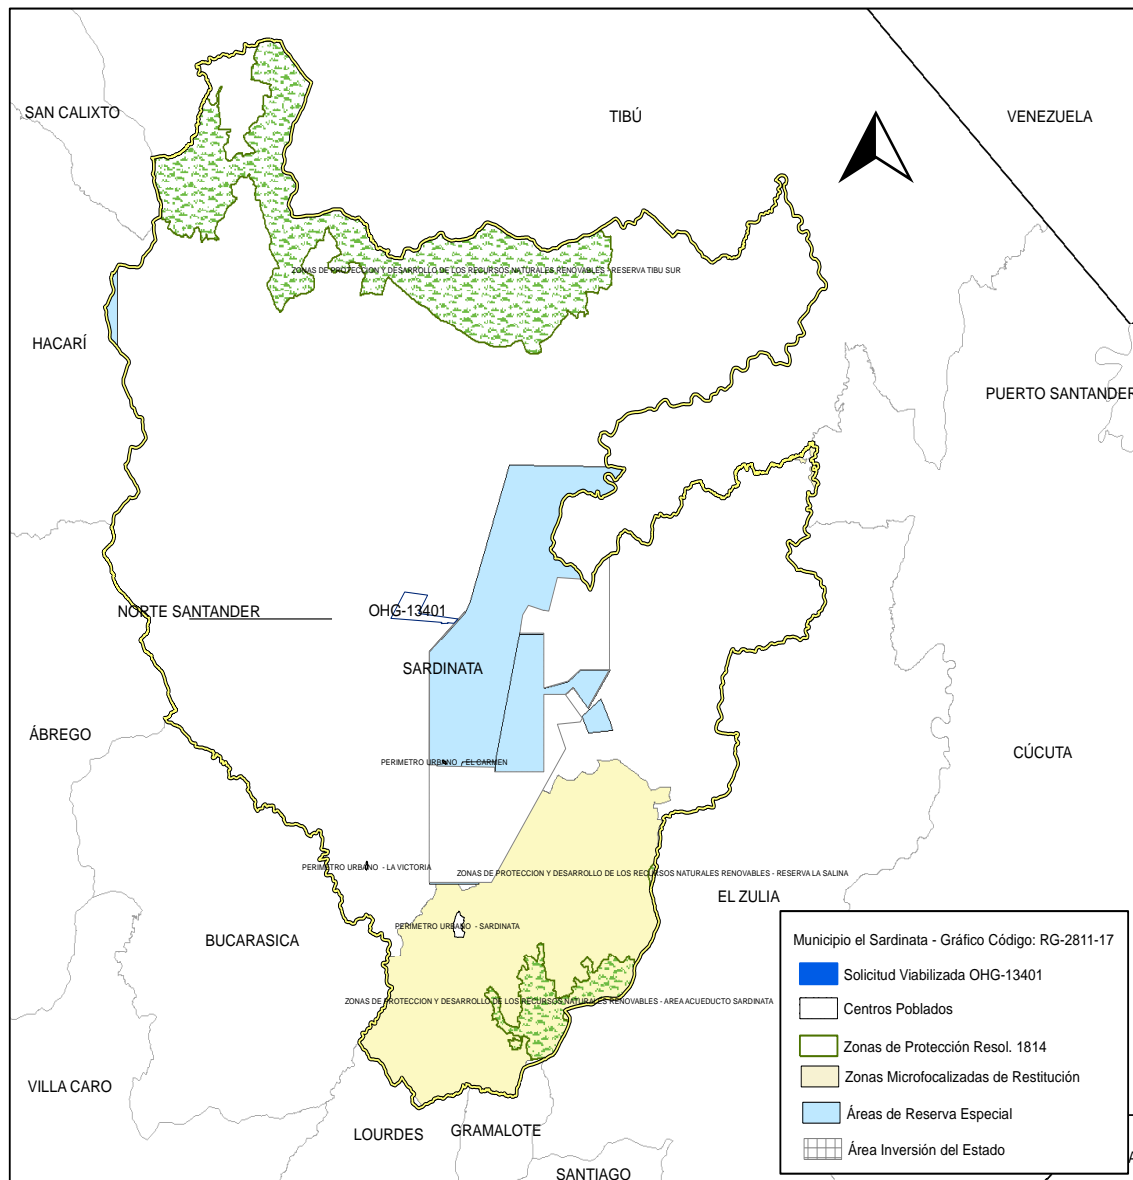 SAN CALIXTO
TIBÚ
VENEZUELA
ZONAS DE PROTECCION Y DESARROLLO DE LOS RECURSOS NATURALES RENOVABLES - RESERVA TIBU SUR
HACARÍ
PUERTO SANTANDER
NORTE SANTANDER
OHG-13401
SARDINATA
ÁBREGO
CÚCUTA
PERIMETRO URBANO - EL CARMEN
PERIMETRO URBANO - LA VICTORIA
ZONAS DE PROTECCION Y DESARROLLO DE LOS RECURSOS NATURALES RENOVABLES - RESERVA LA SALINA
EL ZULIA
PERIMETRO URBANO - SARDINATA
BUCARASICA
ZONAS DE PROTECCION Y DESARROLLO DE LOS RECURSOS NATURALES RENOVABLES - AREA ACUEDUCTO SARDINATA
VILLA CARO
LOURDES
GRAMALOTE
SANTIAGO
Municipio el Sardinata - Gráfico Código: RG-2811-17
Solicitud Viabilizada OHG-13401
Centros Poblados
Zonas de Protección Resol. 1814
Zonas Microfocalizadas de Restitución
Áreas de Reserva Especial
Área Inversión del Estado